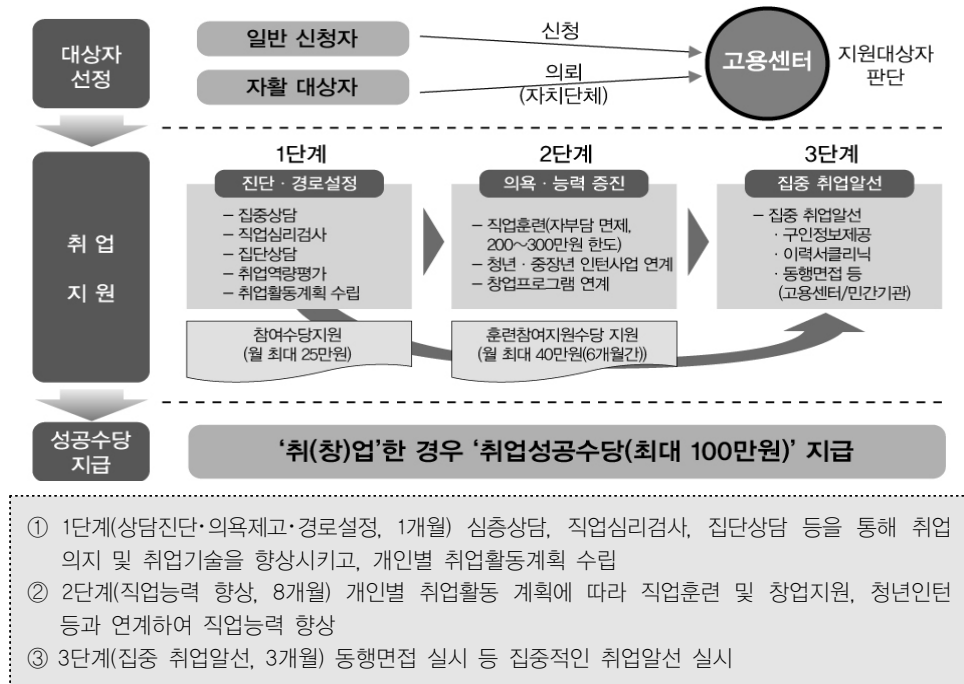 대상자
선정
일반 신청자
자활 대상자
신청
의뢰
(자치단체)
고용센터
지원대상자
판단
취 업
지 원
1단계
진단 · 경로설정
– 집중상담
– 직업심리검사
– 집단상담
– 취업역량평가
– 취업활동계획 수립
참여수당지원
(월 최대 25만원)
2단계
의욕 · 능력 증진
– 직업훈련(자부담 면제,
200～300만원 한도)
– 청년 · 중장년 인턴사업 연계
– 창업프로그램 연계
훈련참여지원수당 지원
(월 최대 40만원(6개월간))
3단계
집중 취업알선
– 집중 취업알선
· 구인정보제공
· 이력서클리닉
· 동행면접 등
(고용센터/민간기관)
성공수당
지급
‘취(창)업’한 경우 ‘취업성공수당(최대 100만원)’ 지급
① 1단계(상담진단·의욕제고·경로설정, 1개월) 심층상담, 직업심리검사, 집단상담 등을 통해 취업
의지 및 취업기술을 향상시키고, 개인별 취업활동계획 수립
② 2단계(직업능력 향상, 8개월) 개인별 취업활동 계획에 따라 직업훈련 및 창업지원, 청년인턴
등과 연계하여 직업능력 향상
③ 3단계(집중 취업알선, 3개월) 동행면접 실시 등 집중적인 취업알선 실시